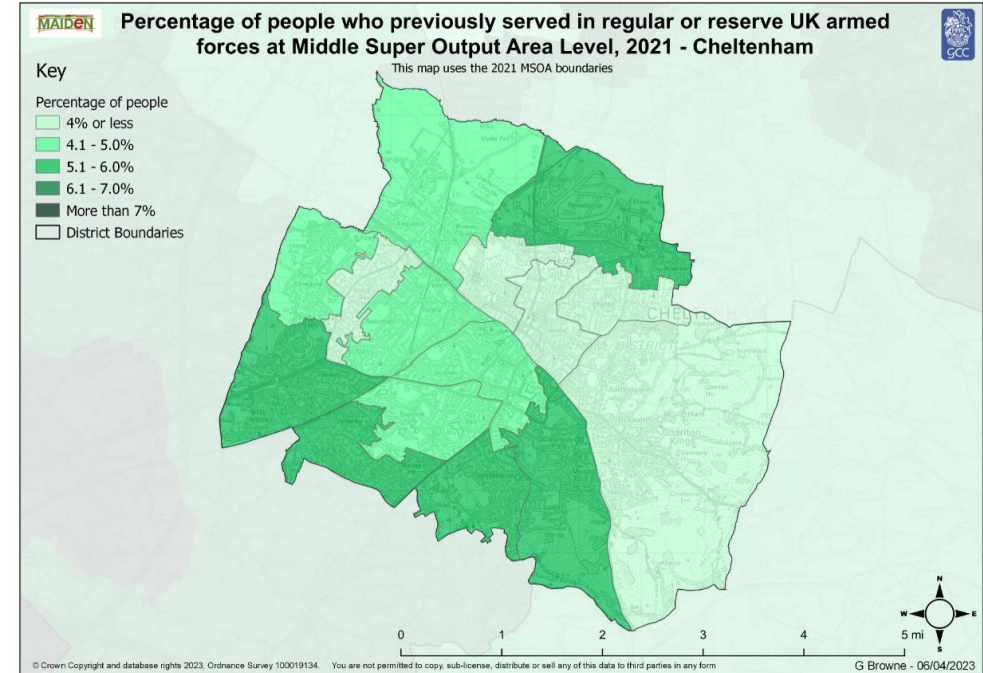 MAIDEN
Percentage of people who previously served in regular or reserve UK armed
forces at Middle Super Output Area Level, 2021 - Cheltenham
This map uses the 2021 MSOA boundaries
GCC
Key
Percentage of people
4% or less
4.1 - 5.0%
5.1 - 6.0%
6.1 - 7.0%
More than 7%
District Boundaries
CHELTENHAM
DISTRICT
Charlton
Kings
N
W E
S
0 1 2 3 4 5 mi
© Crown Copyright and database rights 2023. Ordnance Survey 100019134. You are not permitted to copy, sub-license, distribute or sell any of this data to third parties in any form
G Browne - 06/04/2023